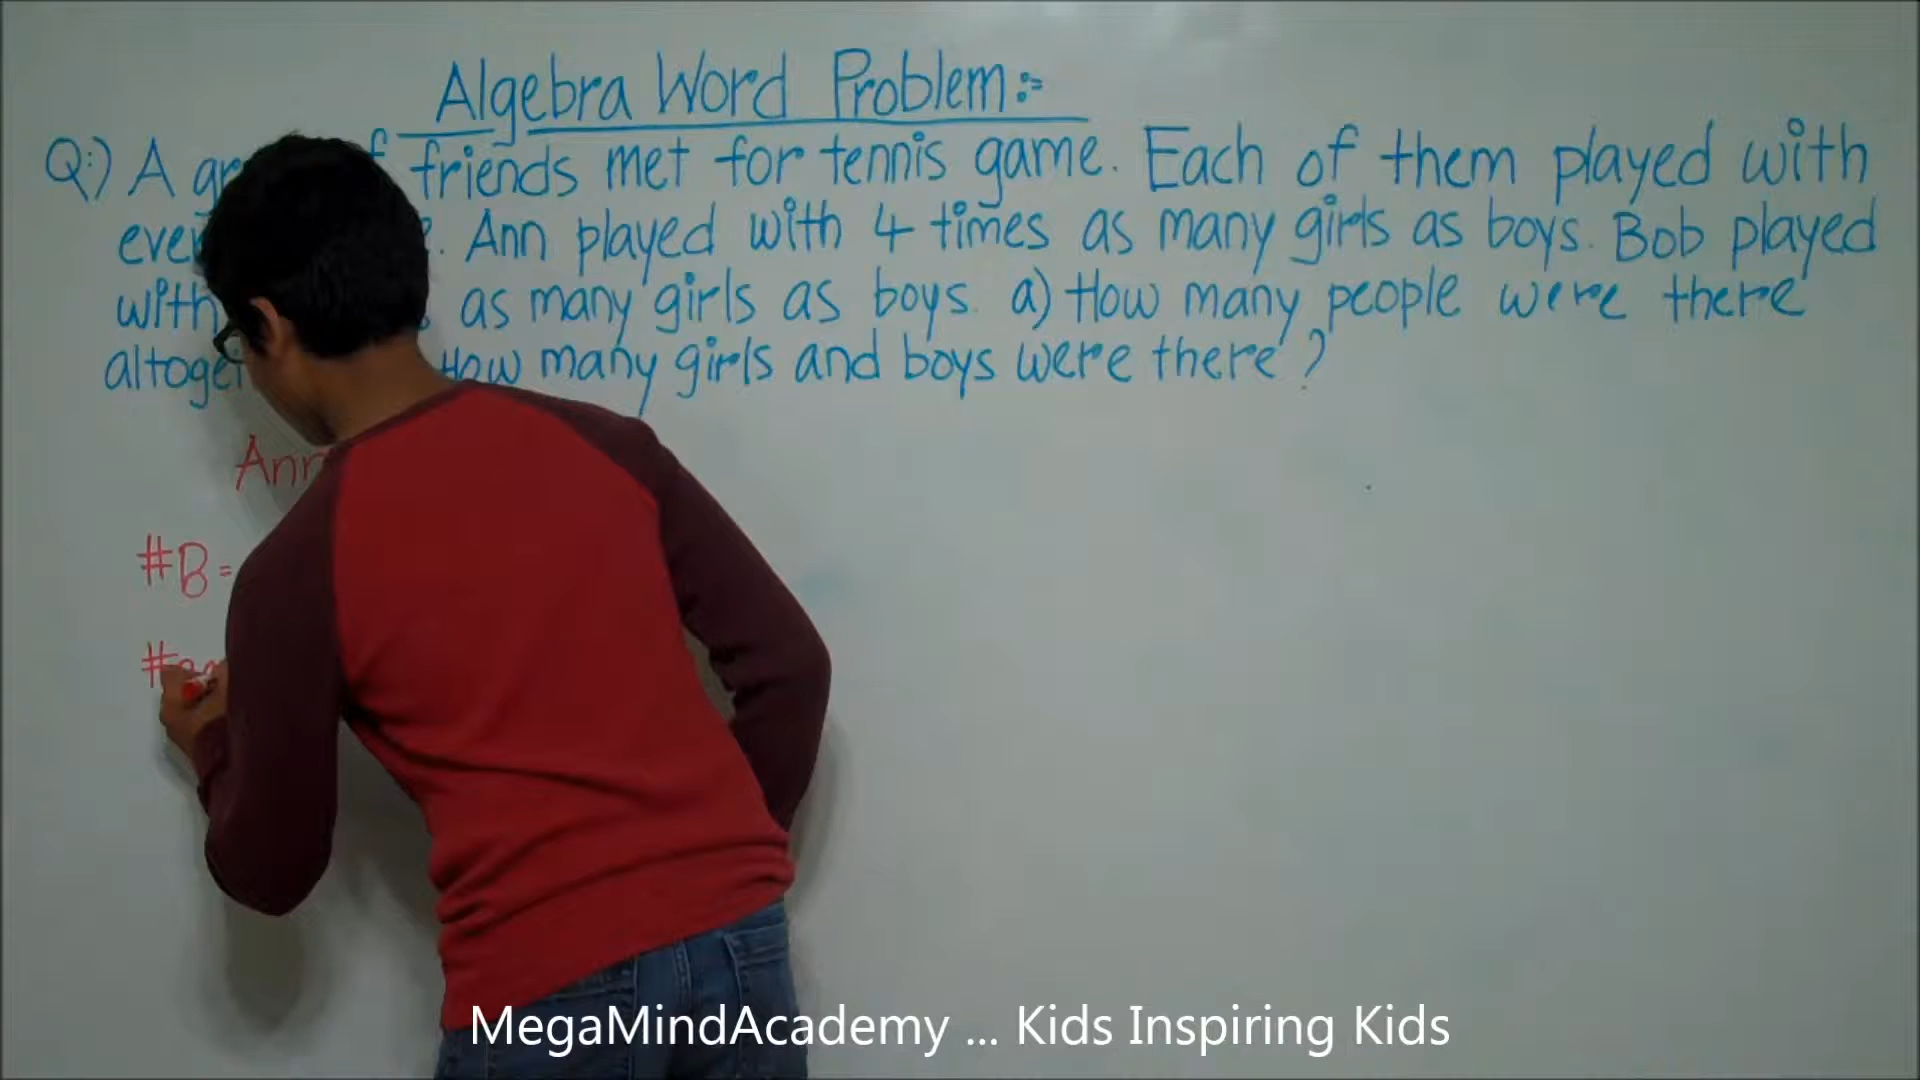 Algebra Word Problem:-
Q:) A friends met for tennis game. Each of them played with
Ann played with 4 times as many girls as boys. Bob played
with as many girls as boys. a) How many people were there
How many girls and boys were there?
Ann
#B=
MegaMindAcademy ... Kids Inspiring Kids